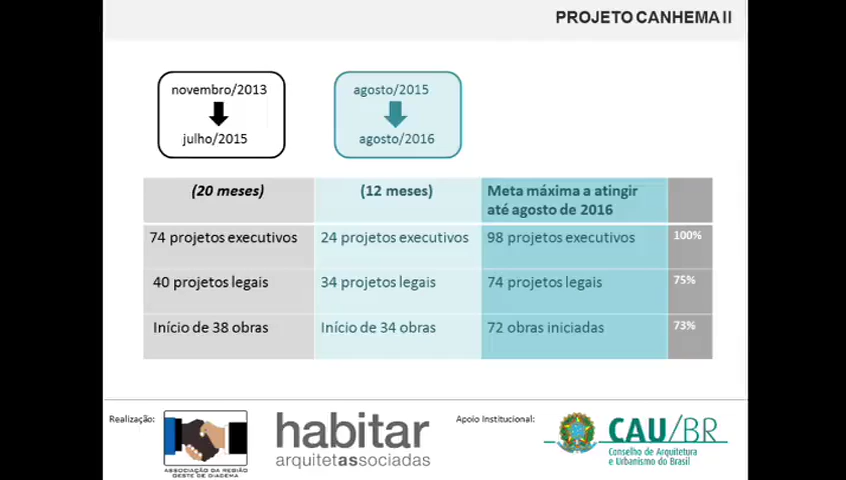 PROJETO CANHEMA II
novembro/2013
julho/2015
agosto/2015
agosto/2016
(20 meses)
(12 meses)
Meta máxima a atingir
até agosto de 2016
74 projetos executivos
24 projetos executivos
98 projetos executivos
100%
40 projetos legais
34 projetos legais
74 projetos legais
75%
Início de 38 obras
Início de 34 obras
72 obras iniciadas
73%
Realização:
ASSOCIAÇÃO DA REGIÃO
OESTE DE DIADEMA
habitar
arquitetassociadas
Apoio Institucional:
CAU/BR
Conselho de Arquitetura
e Urbanismo do Brasil